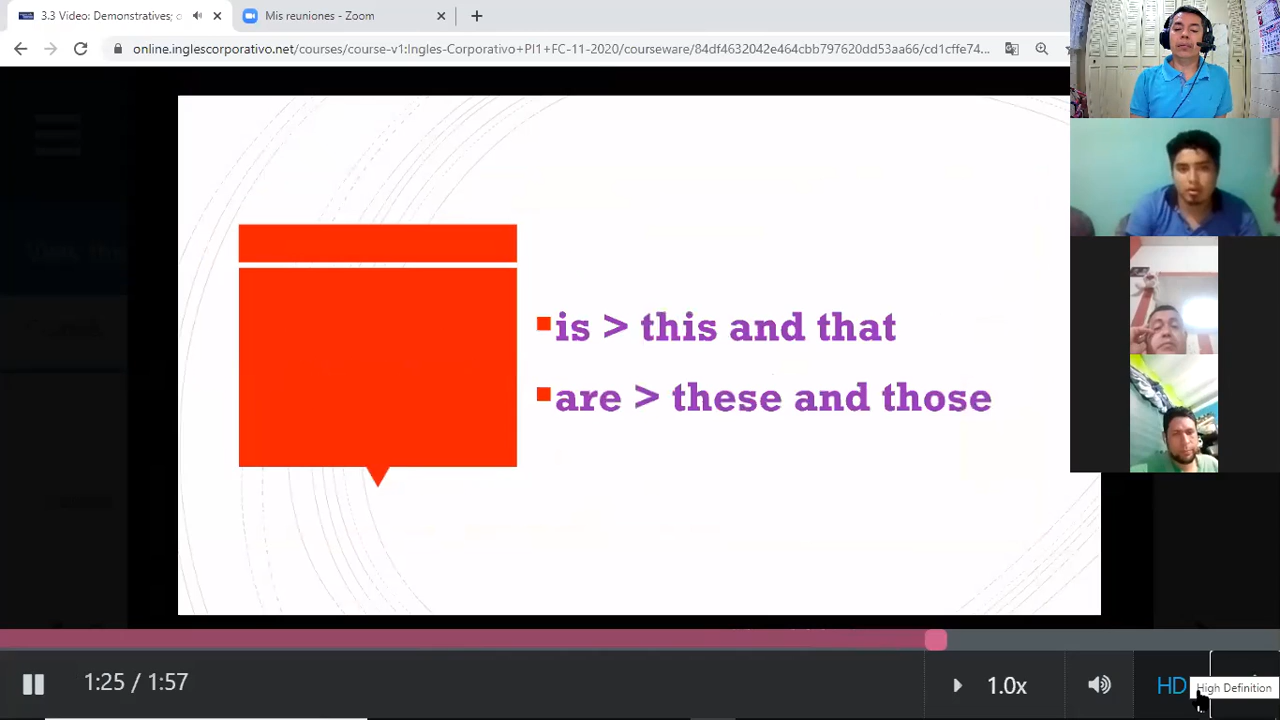 3.3 Video: Demonstratives; o
Mis reuniones - Zoom
online.inglescorporativo.net/courses/course-v1:Ingles-Corporativo+PI1+FC-11-2020/courseware/84df4632042e464cbb797620dd53aa69/cd1cffe74...
is > this and that
are > these and those
1:25 / 1:57
1.0x
HD
High Definition